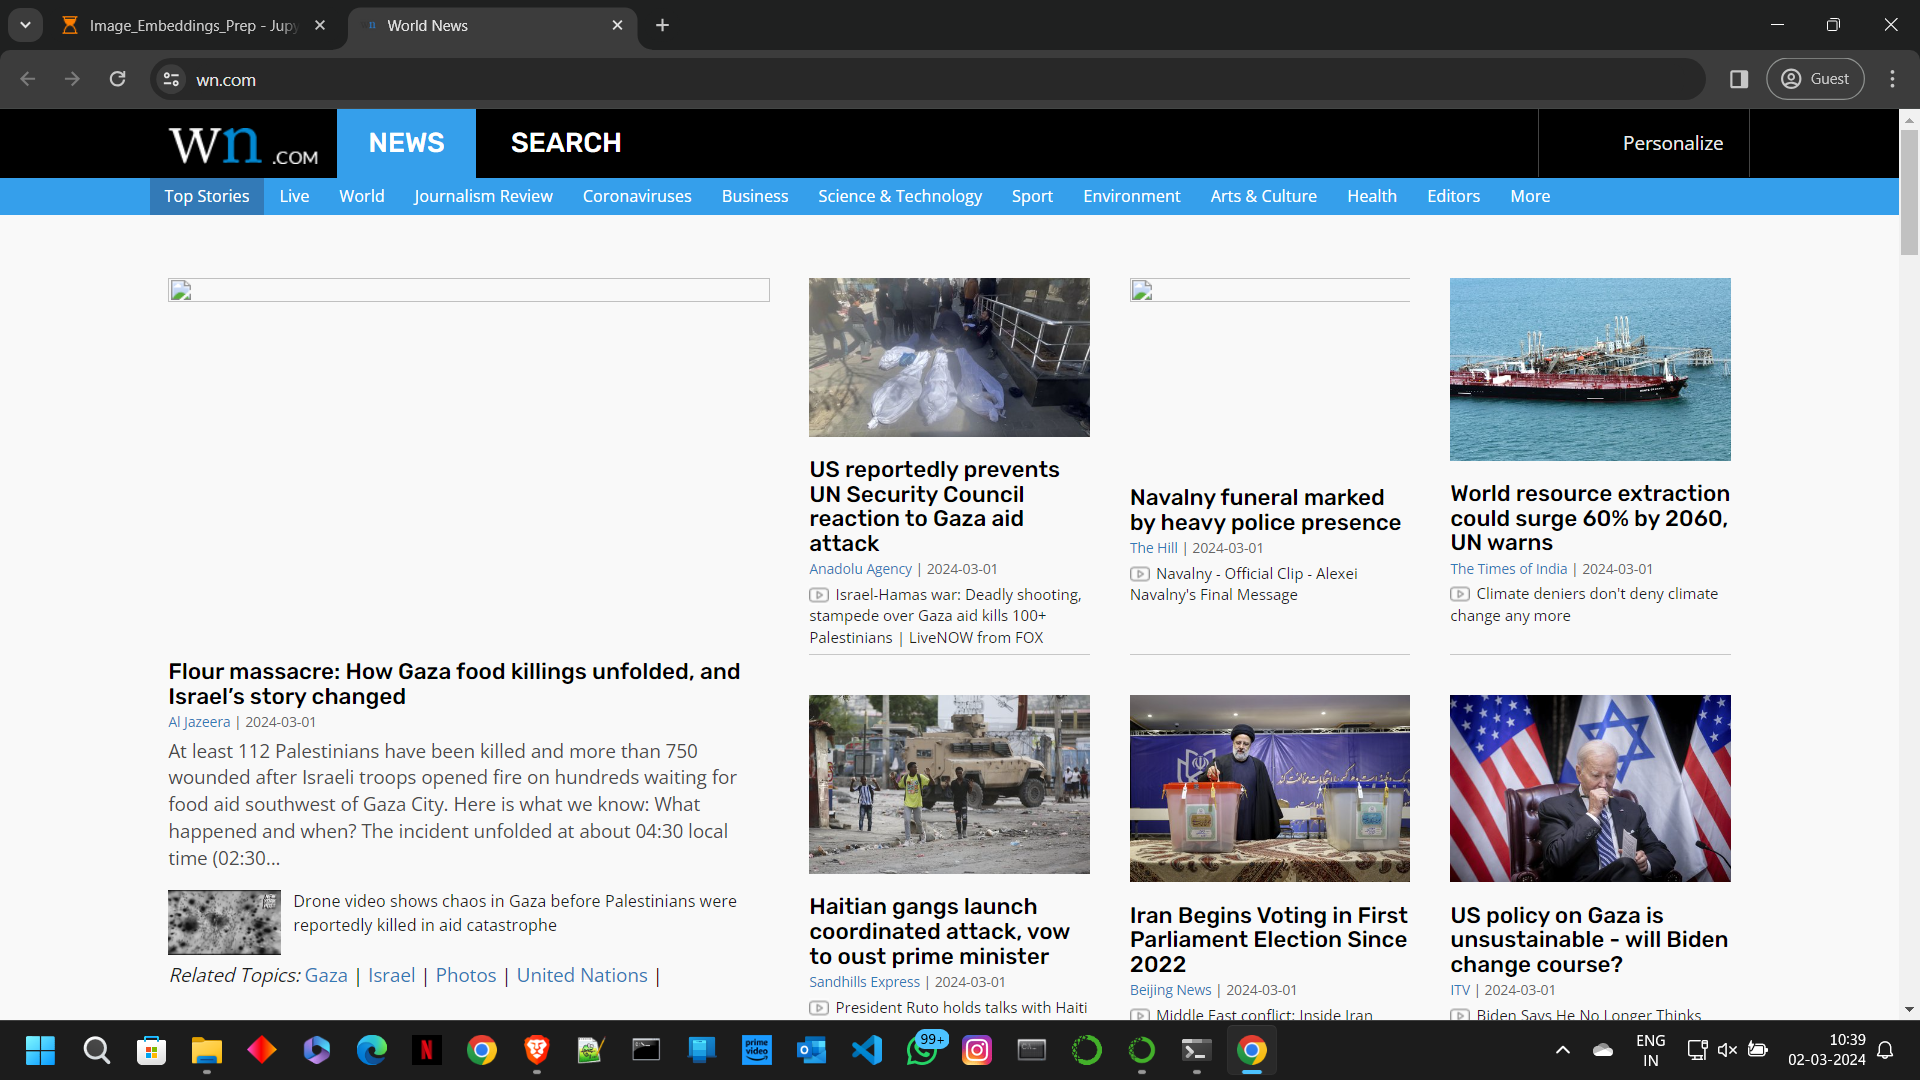 Image_Embeddings_Prep - Jupy
World News
wn.com
Guest
wn.COM
NEWS
SEARCH
Personalize
Top Stories
Live
World
Journalism Review
Coronaviruses
Business
Science & Technology
Sport
Environment
Arts & Culture
Health
Editors
More
Flour massacre: How Gaza food killings unfolded, and
Israel’s story changed
Al Jazeera | 2024-03-01
At least 112 Palestinians have been killed and more than 750
wounded after Israeli troops opened fire on hundreds waiting for
food aid southwest of Gaza City. Here is what we know: What
happened and when? The incident unfolded at about 04:30 local
time (02:30...
Drone video shows chaos in Gaza before Palestinians were
reportedly killed in aid catastrophe
Related Topics: Gaza | Israel | Photos | United Nations |
US reportedly prevents
UN Security Council
reaction to Gaza aid
attack
Anadolu Agency | 2024-03-01
Israel-Hamas war: Deadly shooting,
stampede over Gaza aid kills 100+
Palestinians | LiveNOW from FOX
Navalny funeral marked
by heavy police presence
The Hill | 2024-03-01
Navalny - Official Clip - Alexei
Navalny's Final Message
World resource extraction
could surge 60% by 2060,
UN warns
The Times of India | 2024-03-01
Climate deniers don't deny climate
change any more
Haitian gangs launch
coordinated attack, vow
to oust prime minister
Sandhills Express | 2024-03-01
President Ruto holds talks with Haiti
Iran Begins Voting in First
Parliament Election Since
2022
Beijing News | 2024-03-01
Middle East conflict: Inside Iran
US policy on Gaza is
unsustainable - will Biden
change course?
ITV | 2024-03-01
Biden Says He No Longer Thinks
prime video
99+
ENG
IN
10:39
02-03-2024